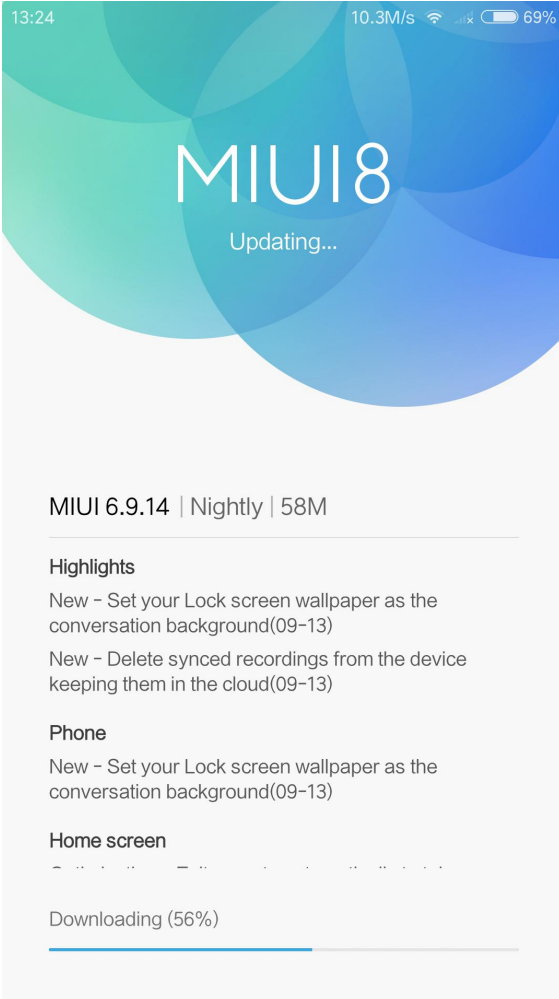 13:24 10.3M/s 69%
MIUI8
Updating...
MIUI 6.9.14 | Nightly | 58M
Highlights
New - Set your Lock screen wallpaper as the
conversation background(09-13)
New - Delete synced recordings from the device
keeping them in the cloud(09-13)
Phone
New - Set your Lock screen wallpaper as the
conversation background(09-13)
Home screen
Downloading (56%)